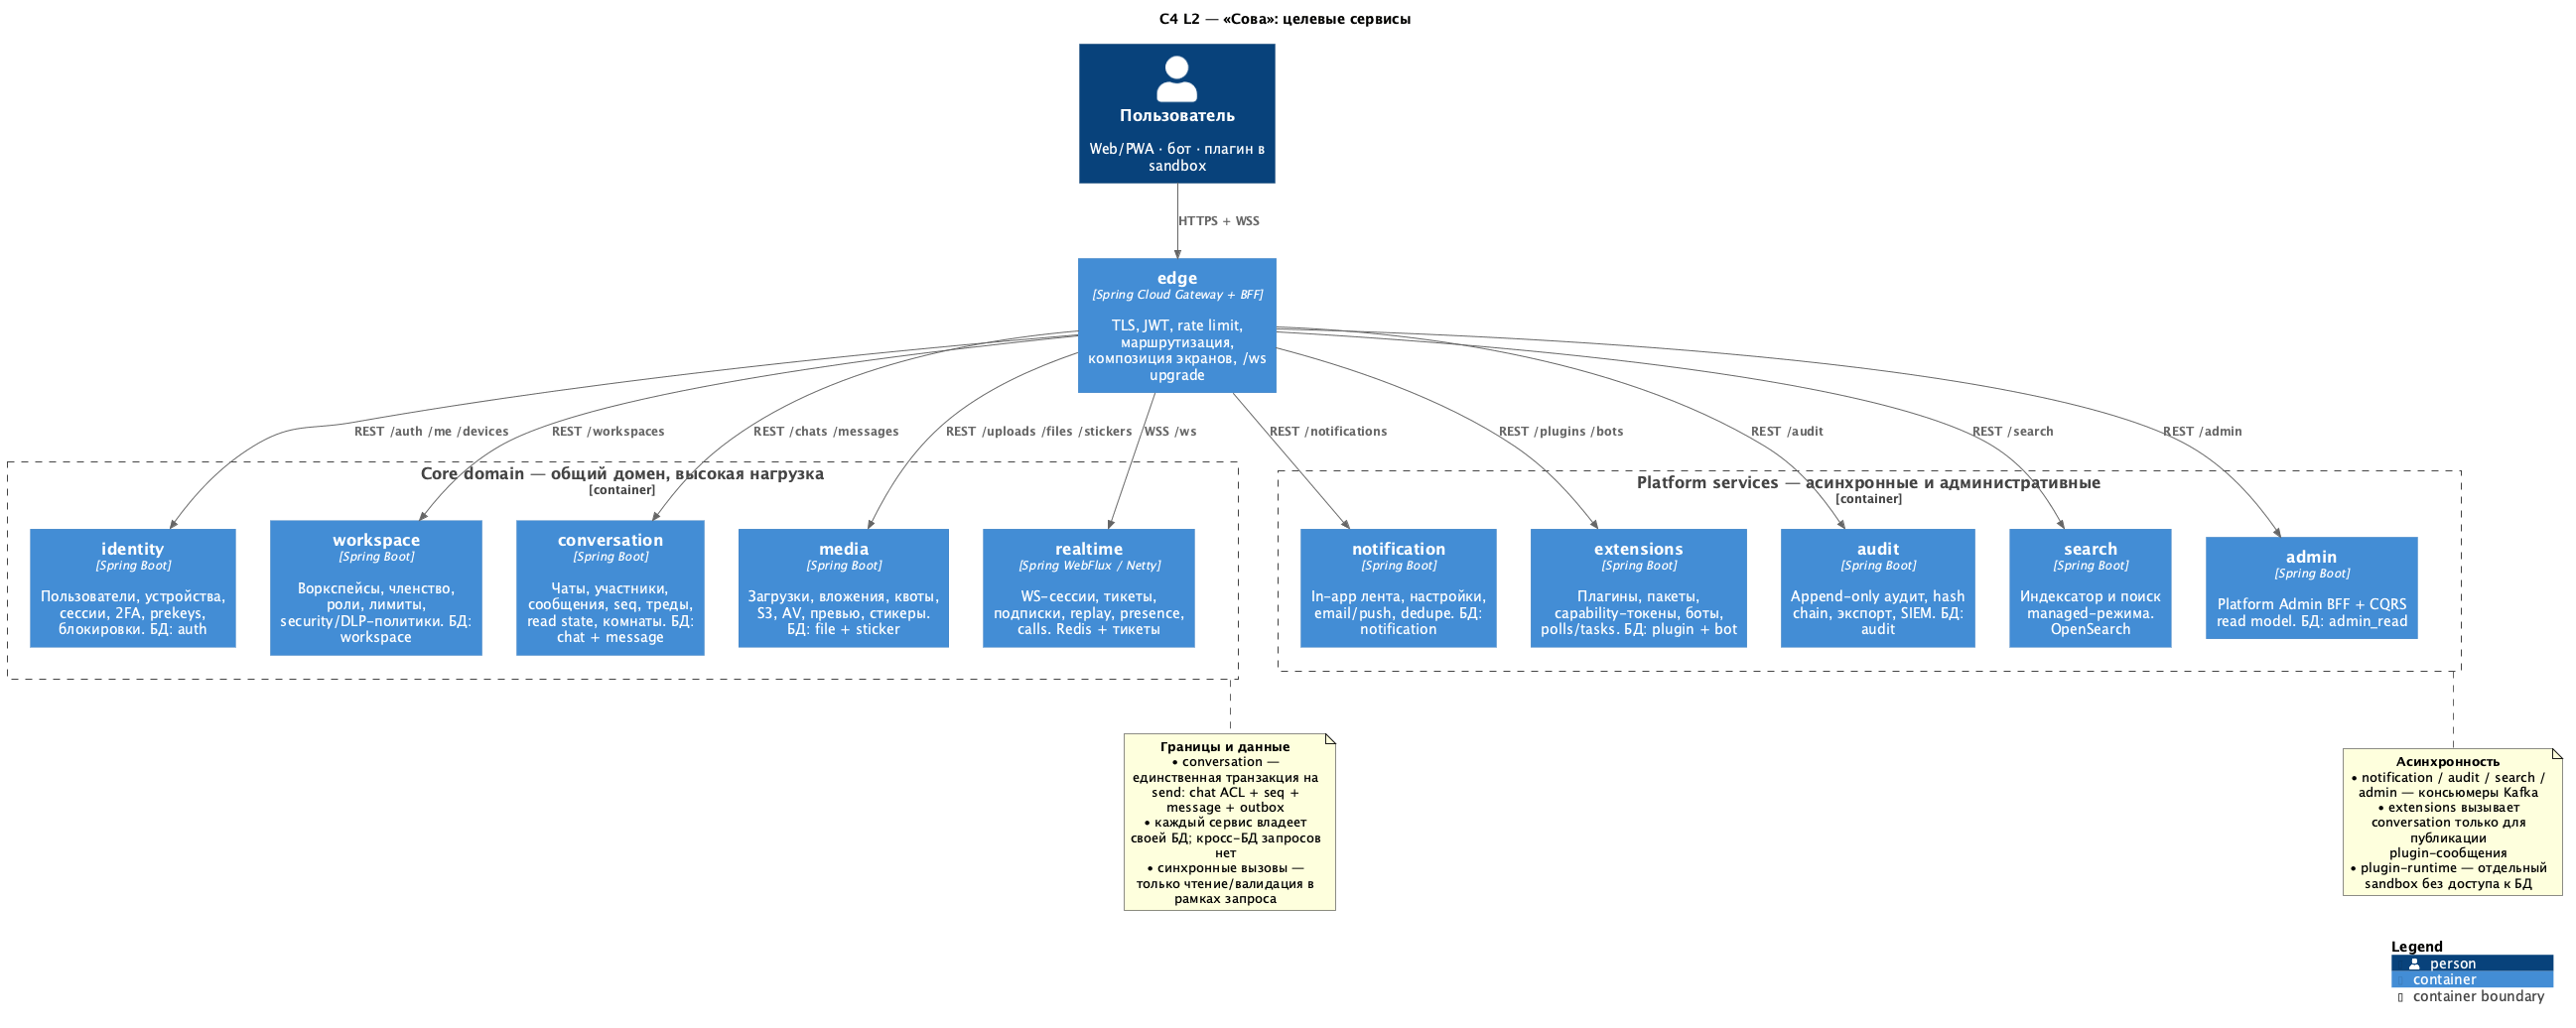 C4 L2 — «Сова»: целевые сервисы
Пользователь
Web/PWA · бот · плагин в
sandbox
HTTPS + WSS
edge
[Spring Cloud Gateway + BFF]
TLS, JWT, rate limit,
маршрутизация,
композиция экранов, /ws
upgrade
REST /auth /me /devices
REST /workspaces
REST /chats /messages
REST /uploads /files /stickers
WSS /ws
REST /notifications
REST /plugins /bots
REST /audit
REST /search
REST /admin
Core domain — общий домен, высокая нагрузка
[container]
identity
[Spring Boot]
Пользователи, устройства,
сессии, 2FA, prekeys,
блокировки. БД: auth
workspace
[Spring Boot]
Воркспейсы, членство,
роли, лимиты,
security/DLP-политики. БД:
workspace
conversation
[Spring Boot]
Чаты, участники,
сообщения, seq, треды,
read state, комнаты. БД:
chat + message
media
[Spring Boot]
Загрузки, вложения, квоты,
S3, AV, превью, стикеры.
БД: file + sticker
realtime
[Spring WebFlux / Netty]
WS-сессии, тикеты,
подписки, replay, presence,
calls. Redis + тикеты
Platform services — асинхронные и административные
[container]
notification
[Spring Boot]
In-app лента, настройки,
email/push, dedupe. БД:
notification
extensions
[Spring Boot]
Плагины, пакеты,
capability-токены, боты,
polls/tasks. БД: plugin + bot
audit
[Spring Boot]
Append-only аудит, hash
chain, экспорт, SIEM. БД:
audit
search
[Spring Boot]
Индексатор и поиск
managed-режима.
OpenSearch
admin
[Spring Boot]
Platform Admin BFF + CQRS
read model. БД: admin_read
Границы и данные
• conversation —
единственная транзакция на
send: chat ACL + seq +
message + outbox
• каждый сервис владеет
своей БД; кросс-БД запросов
нет
• синхронные вызовы —
только чтение/валидация в
рамках запроса
Асинхронность
• notification / audit / search /
admin — консьюмеры Kafka
• extensions вызывает
conversation только для
публикации
plugin-сообщения
• plugin-runtime — отдельный
sandbox без доступа к БД
Legend
person
container
container boundary